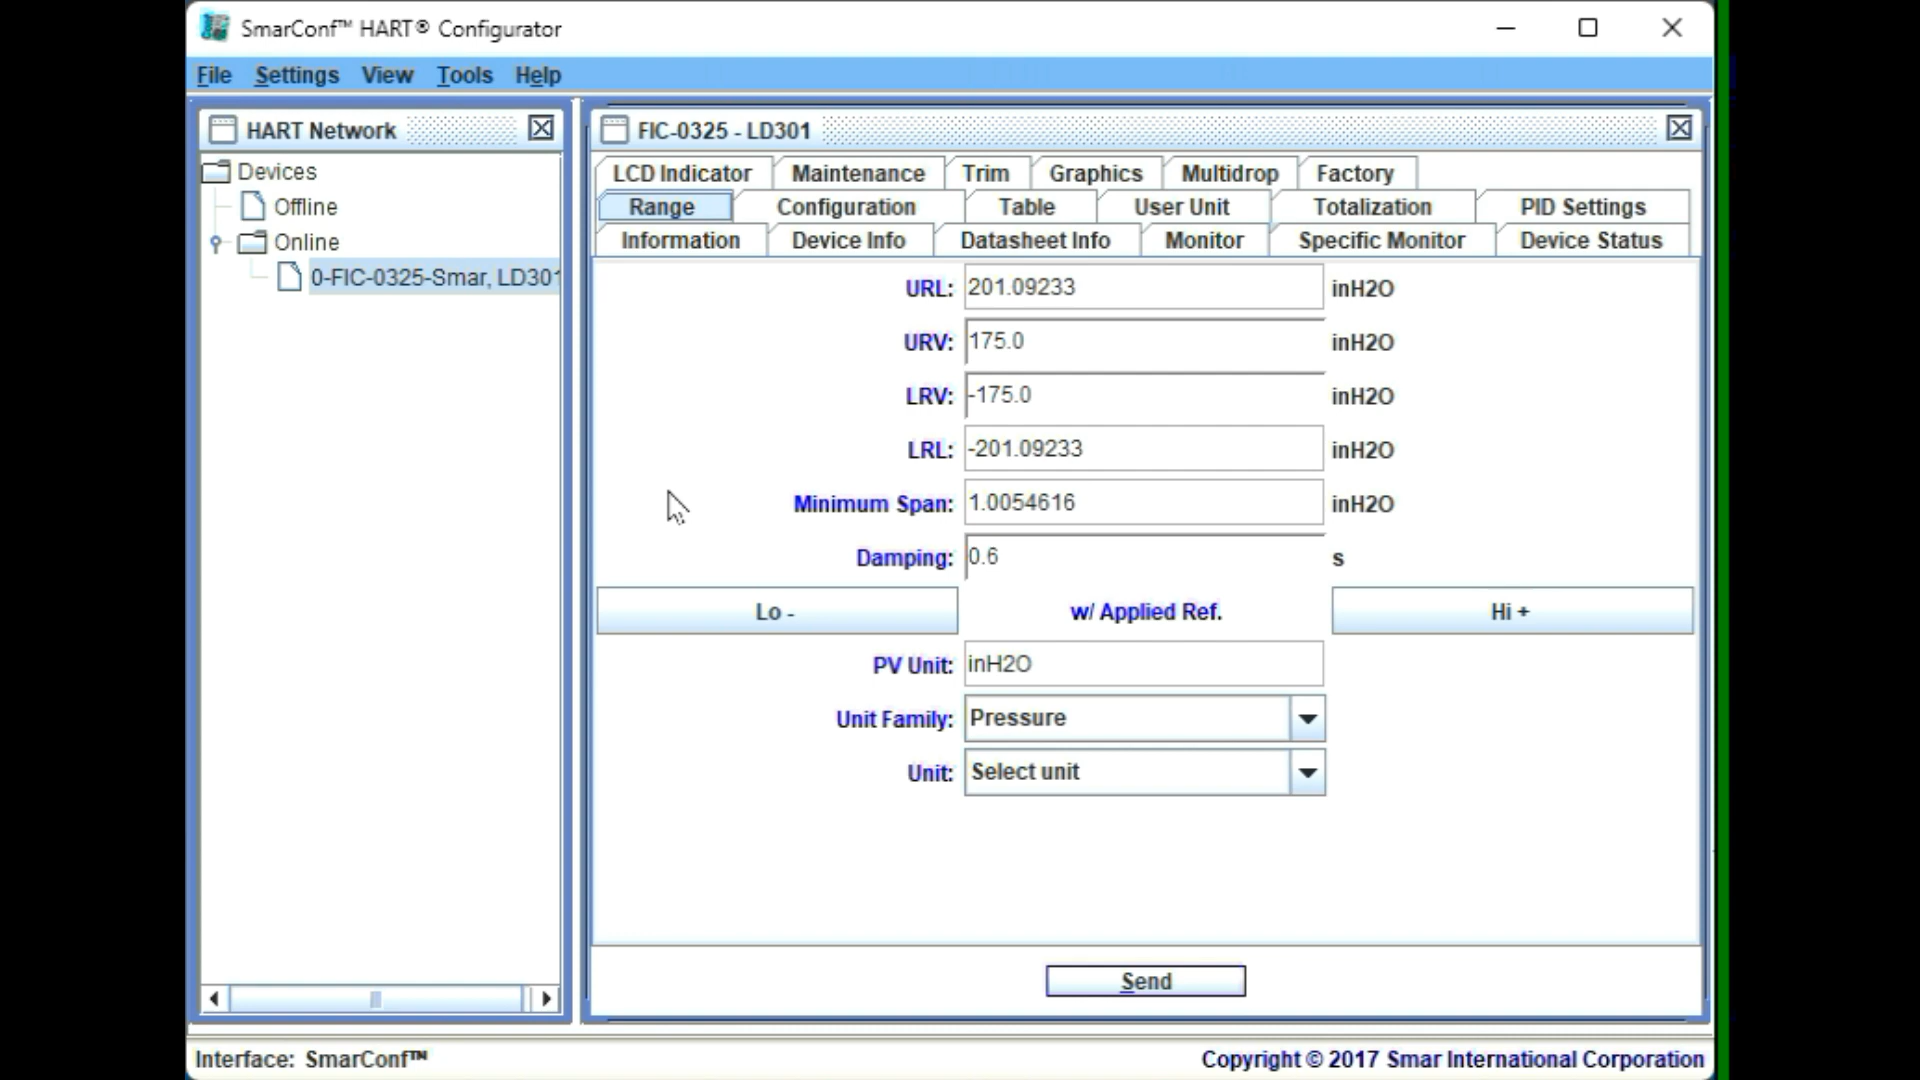 SmarConf™ HART® Configurator
File Settings View Tools Help
HART Network
Devices
Offline
Online
0-FIC-0325-Smar, LD301
FIC-0325 - LD301
LCD Indicator Maintenance Trim Graphics Multidrop Factory
Range Configuration Table User Unit Totalization PID Settings
Information Device Info Datasheet Info Monitor Specific Monitor Device Status
URL: 201.09233 inH2O
URV: 175.0 inH2O
LRV: -175.0 inH2O
LRL: -201.09233 inH2O
Minimum Span: 1.0054616 inH2O
Damping: 0.6 s
Lo - w/ Applied Ref. Hi +
PV Unit: inH2O
Unit Family: Pressure
Unit: Select unit
Send
Interface: SmarConf™ Copyright © 2017 Smar International Corporation